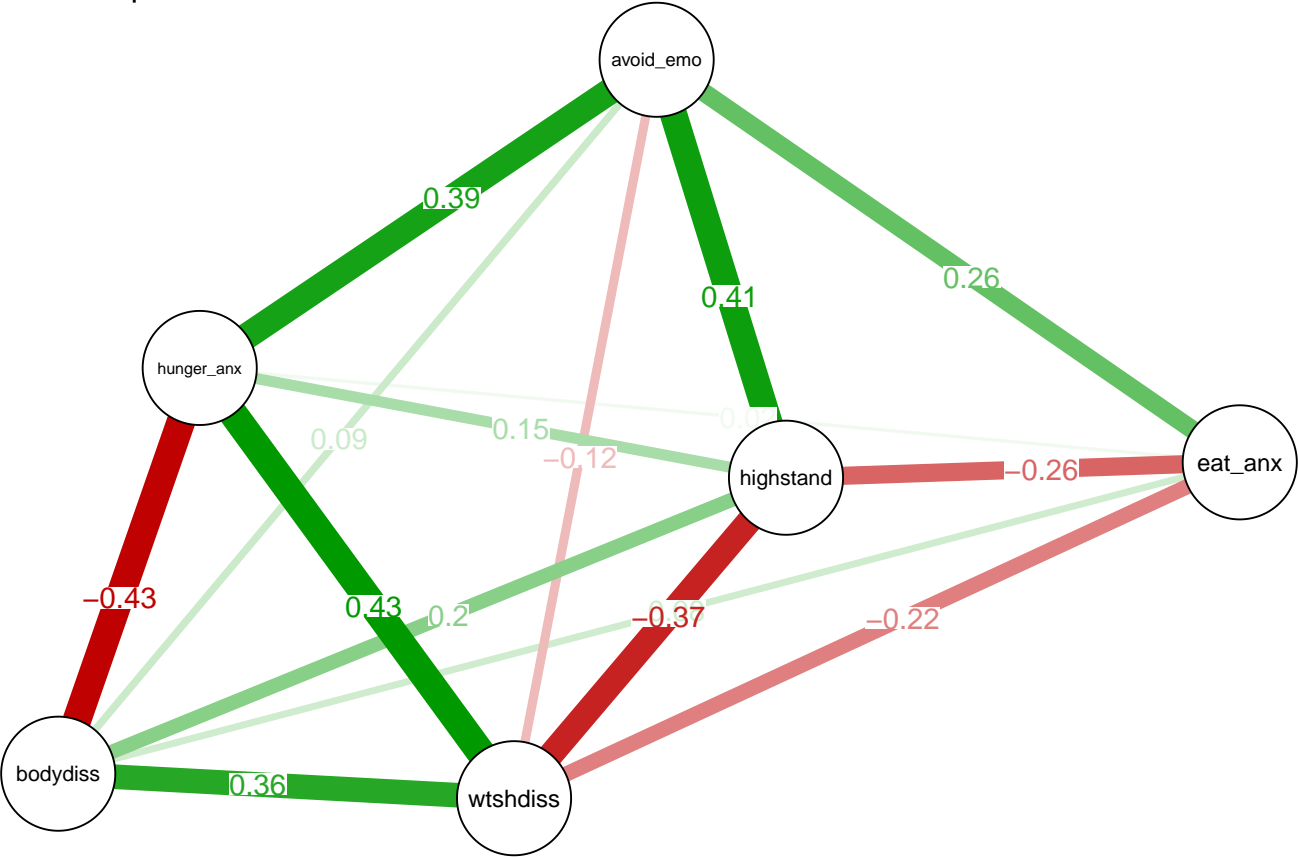 avoid_emo
0.39
0.26
0.41
hunger_anx
0.15
0.09
−0.12
highstand
−0.26
eat_anx
−0.43
0.43
0.2
−0.37
−0.22
bodydiss
0.36
wtshdiss